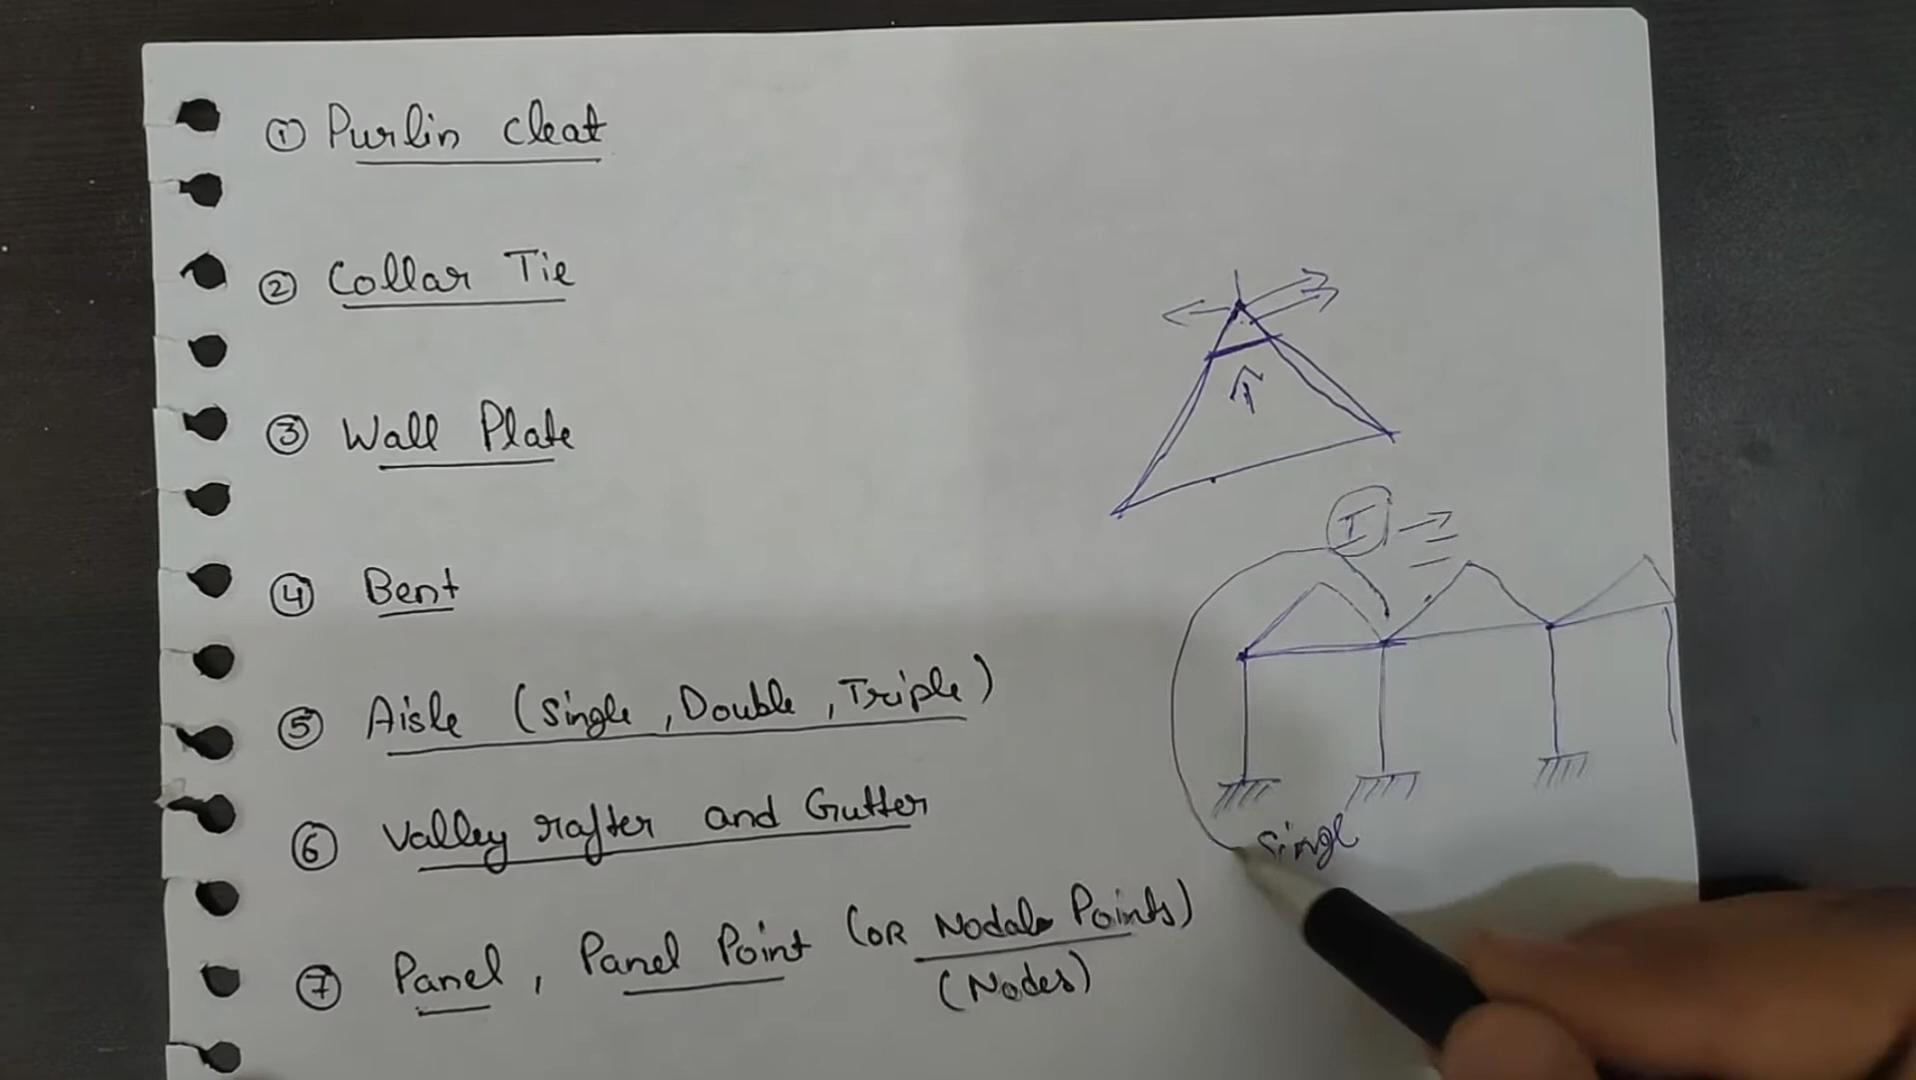 ① Purlin cleat
② Collar Tie
③ Wall Plate
④ Bent
⑤ Aisle (Single, Double, Triple)
⑥ Valley rafter and Gutter
⑦ Panel, Panel Point (OR Nodal Points)
(Nodes)
I
Singl